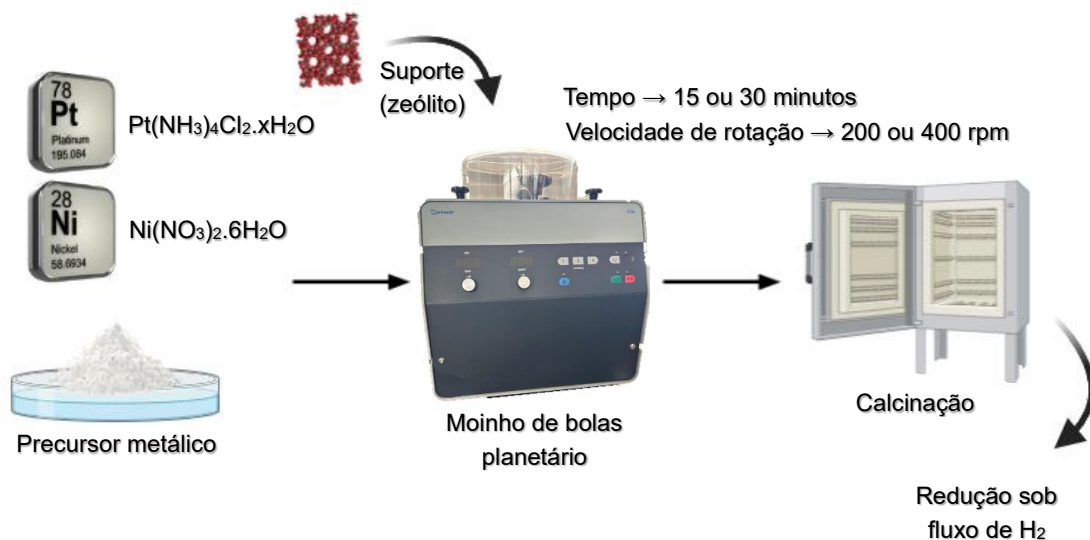 78
Pt
Platinum
195.084
Pt(NH₃)₄Cl₂.xH₂O
28
Ni
Nickel
58.6934
Ni(NO₃)₂.6H₂O
Precursor metálico
Suporte
(zeólito)
Tempo → 15 ou 30 minutos
Velocidade de rotação → 200 ou 400 rpm
Moinho de bolas
planetário
Calcinação
Redução sob
fluxo de H₂